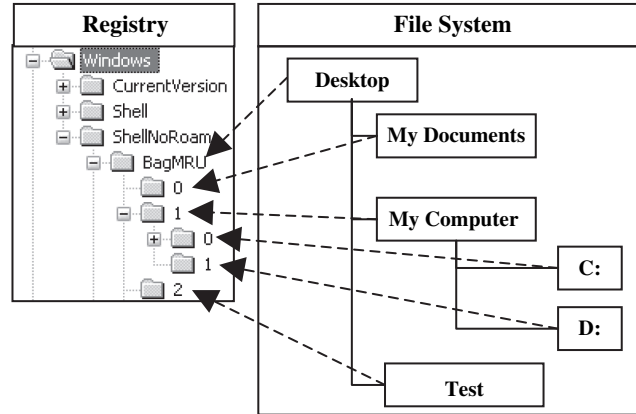 Registry
Windows
CurrentVersion
Shell
ShellNoRoam
BagMRU
0
1
0
1
2
File System
Desktop
My Documents
My Computer
C:
D:
Test